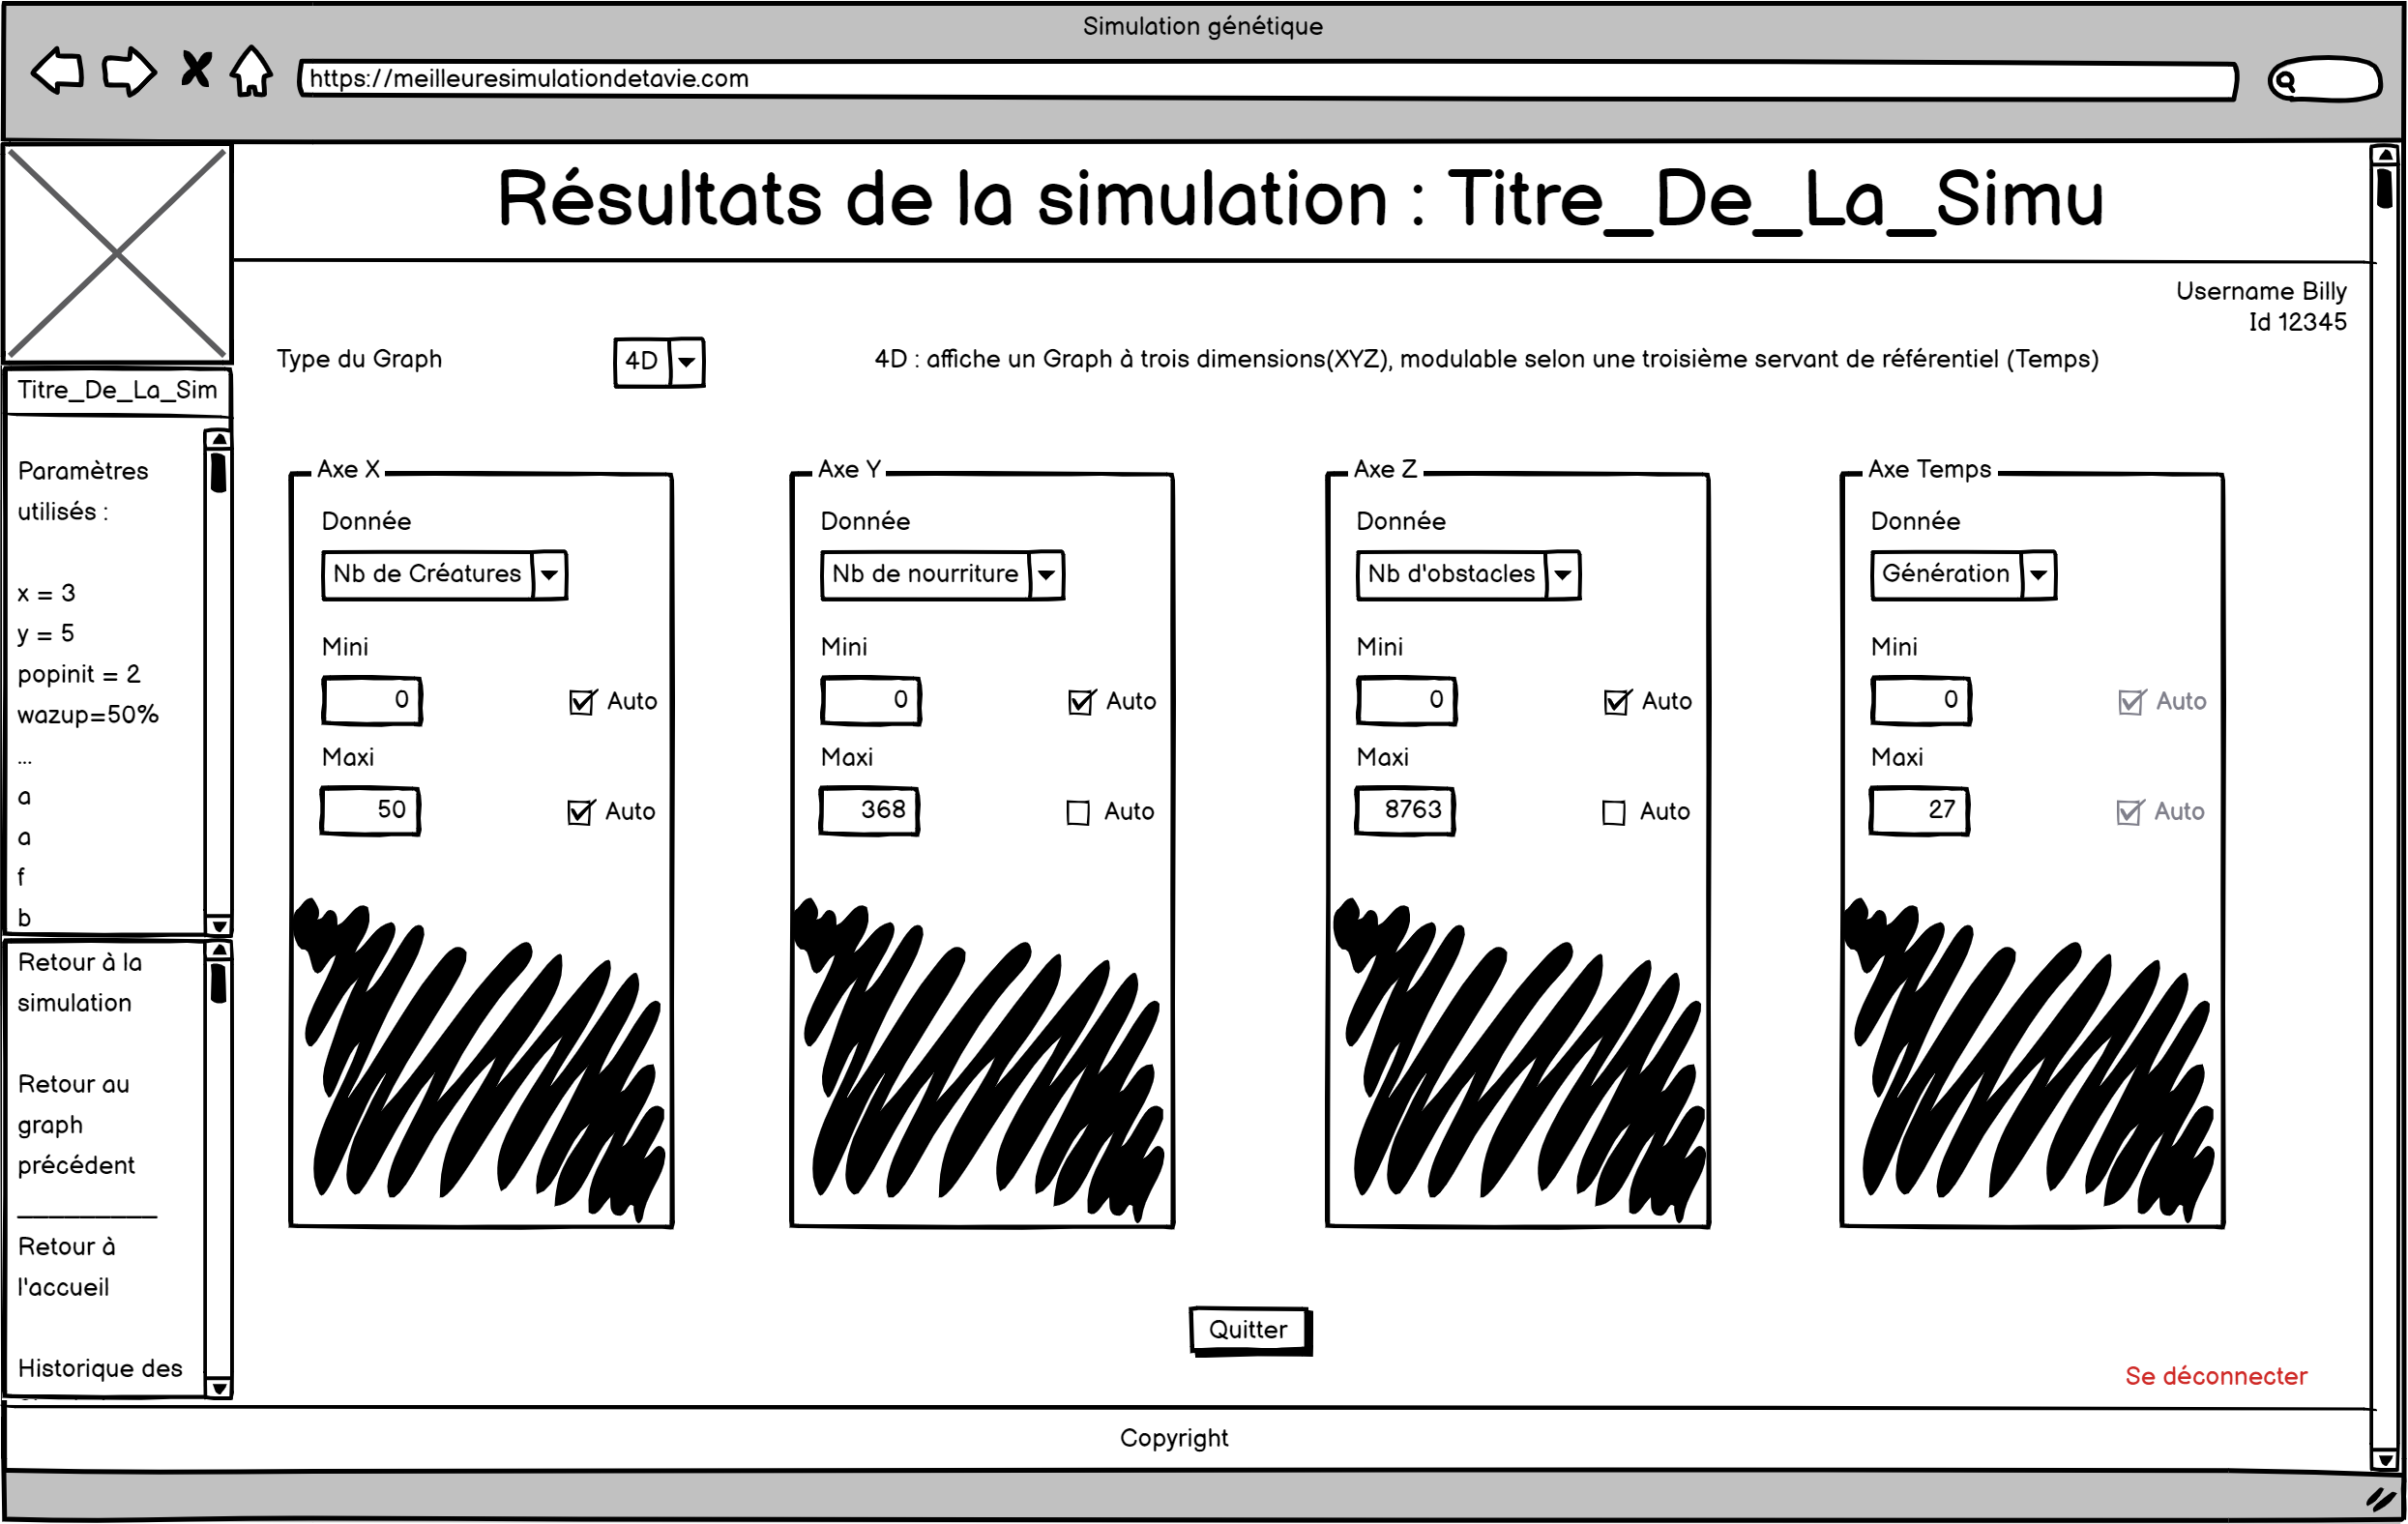 Simulation génétique
https://meilleuresimulationdetavie.com
Résultats de la simulation : Titre_De_La_Simu
Username Billy
Id 12345
Type du Graph
4D
4D : affiche un Graph à trois dimensions(XYZ), modulable selon une troisième servant de référentiel (Temps)
Titre_De_La_Sim
Paramètres
utilisés :
x = 3
y = 5
popinit = 2
wazup=50%
...
a
a
f
b
Retour à la
simulation
Retour au
graph
précédent
___________
Retour à
l'accueil
Historique des
Axe X
Donnée
Nb de Créatures
Mini
0
Auto
Maxi
50
Auto
Axe Y
Donnée
Nb de nourriture
Mini
0
Auto
Maxi
368
Auto
Axe Z
Donnée
Nb d'obstacles
Mini
0
Auto
Maxi
8763
Auto
Axe Temps
Donnée
Génération
Mini
0
Auto
Maxi
27
Auto
Quitter
Se déconnecter
Copyright